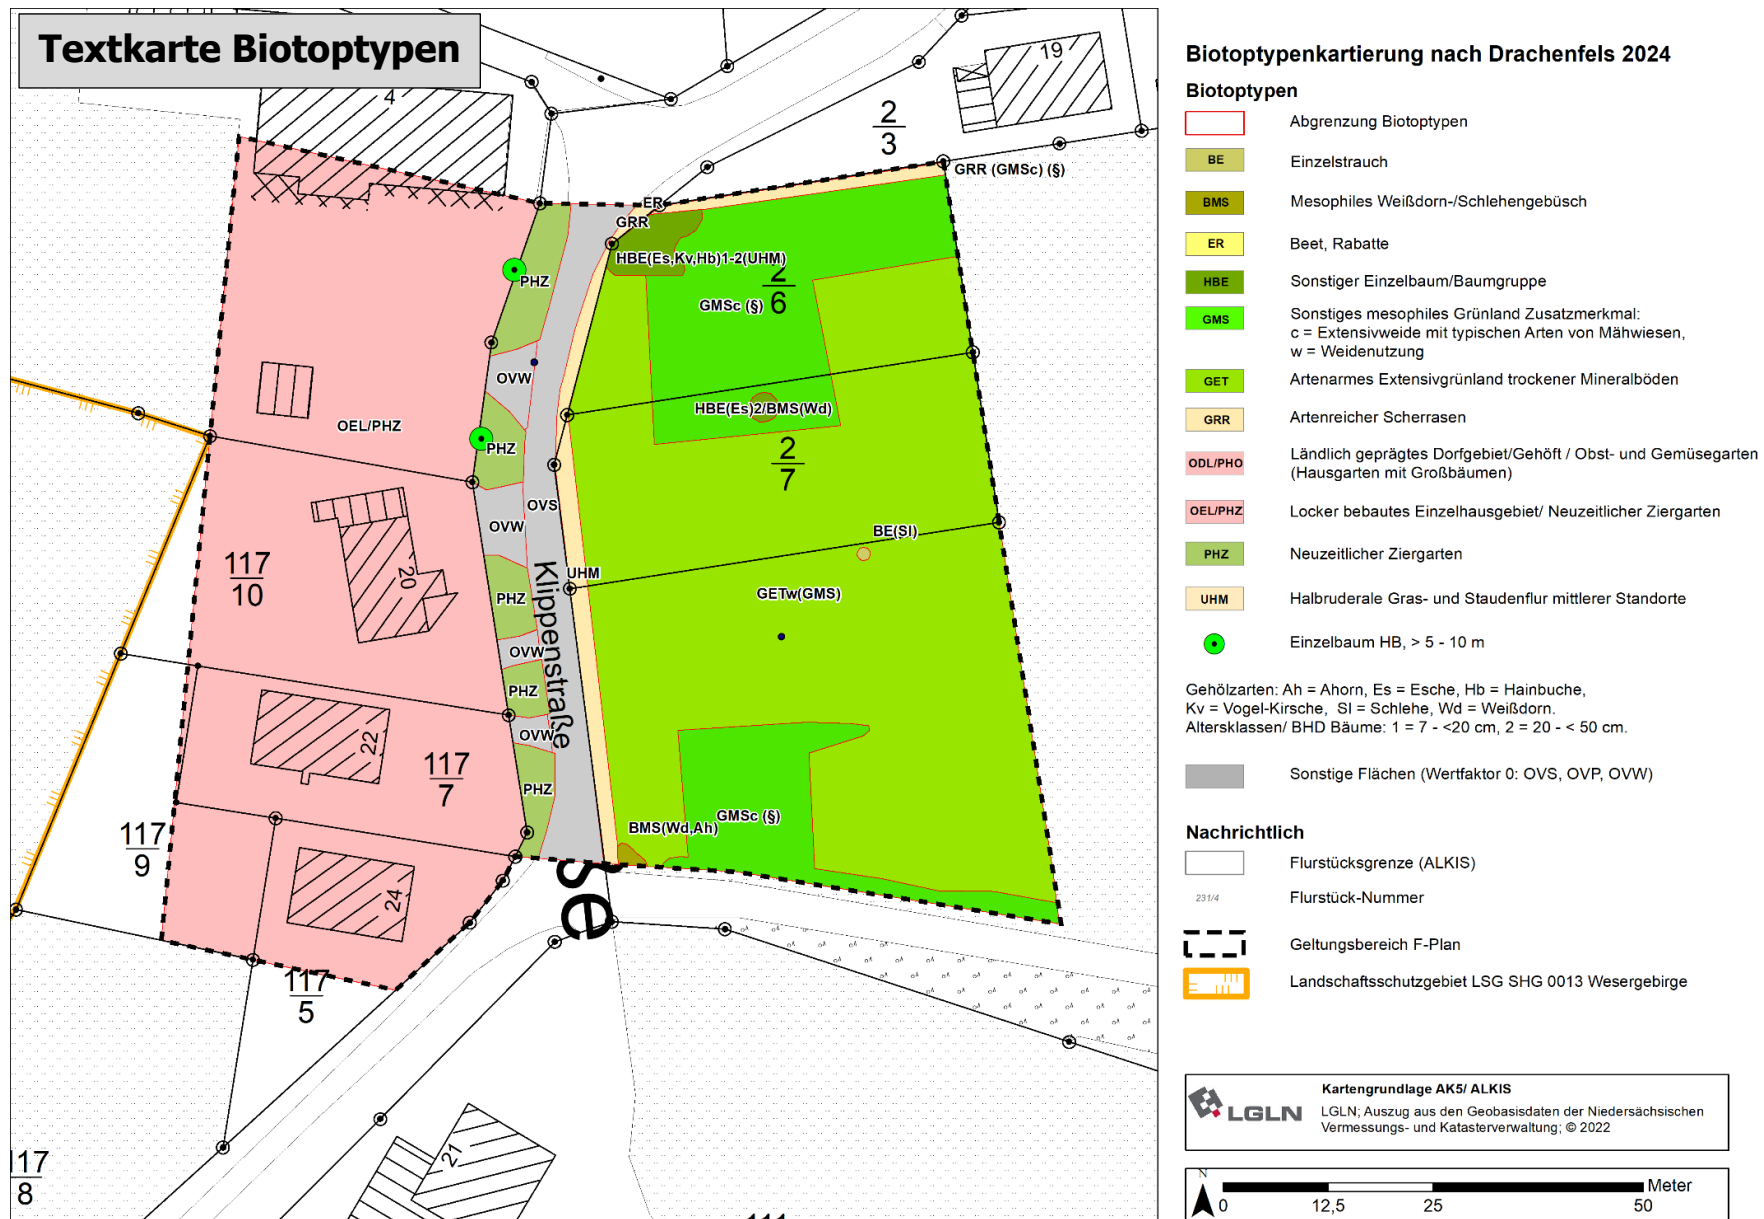 Textkarte Biotoptypen
4
19
2
3
GRR (GMSc) (§)
ER
GRR
HBE(Es,Kv,Hb)1-2(UHM)
PHZ
2
6
GMSc (§)
OVW
HBE(Es)2/BMS(Wd)
OEL/PHZ
PHZ
2
7
OVS
OVW
BE(Sl)
117
10
20
UHM
PHZ
GETw(GMS)
Klippenstraße
OVW
PHZ
22
OVW
117
7
PHZ
GMSc (§)
BMS(Wd,Ah)
117
9
24
ße
117
5
21
117
8
111
Biotoptypenkartierung nach Drachenfels 2024
Biotoptypen
Abgrenzung Biotoptypen
BE Einzelstrauch
BMS Mesophiles Weißdorn-/Schlehengebüsch
ER Beet, Rabatte
HBE Sonstiger Einzelbaum/Baumgruppe
GMS Sonstiges mesophiles Grünland Zusatzmerkmal:
c = Extensivweide mit typischen Arten von Mähwiesen,
w = Weidenutzung
GET Artenarmes Extensivgrünland trockener Mineralböden
GRR Artenreicher Scherrasen
ODL/PHO Ländlich geprägtes Dorfgebiet/Gehöft / Obst- und Gemüsegarten
(Hausgarten mit Großbäumen)
OEL/PHZ Locker bebautes Einzelhausgebiet/ Neuzeitlicher Ziergarten
PHZ Neuzeitlicher Ziergarten
UHM Halbruderale Gras- und Staudenflur mittlerer Standorte
Einzelbaum HB, > 5 - 10 m
Gehölzarten: Ah = Ahorn, Es = Esche, Hb = Hainbuche,
Kv = Vogel-Kirsche, Sl = Schlehe, Wd = Weißdorn.
Altersklassen/ BHD Bäume: 1 = 7 - <20 cm, 2 = 20 - < 50 cm.
Sonstige Flächen (Wertfaktor 0: OVS, OVP, OVW)
Nachrichtlich
Flurstücksgrenze (ALKIS)
231/4 Flurstück-Nummer
Geltungsbereich F-Plan
Landschaftsschutzgebiet LSG SHG 0013 Wesergebirge
Kartengrundlage AK5/ ALKIS
LGLN
LGLN; Auszug aus den Geobasisdaten der Niedersächsischen
Vermessungs- und Katasterverwaltung; © 2022
N
Meter
0 12,5 25 50